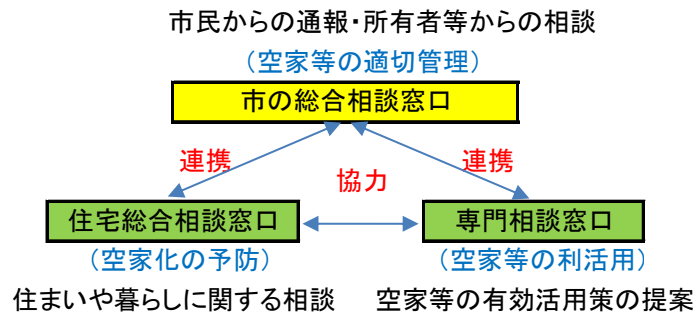 市民からの通報・所有者等からの相談
（空家等の適切管理）
市の総合相談窓口
連携 連携
協力
住宅総合相談窓口 専門相談窓口
（空家化の予防） （空家等の利活用）
住まいや暮らしに関する相談 空家等の有効活用策の提案